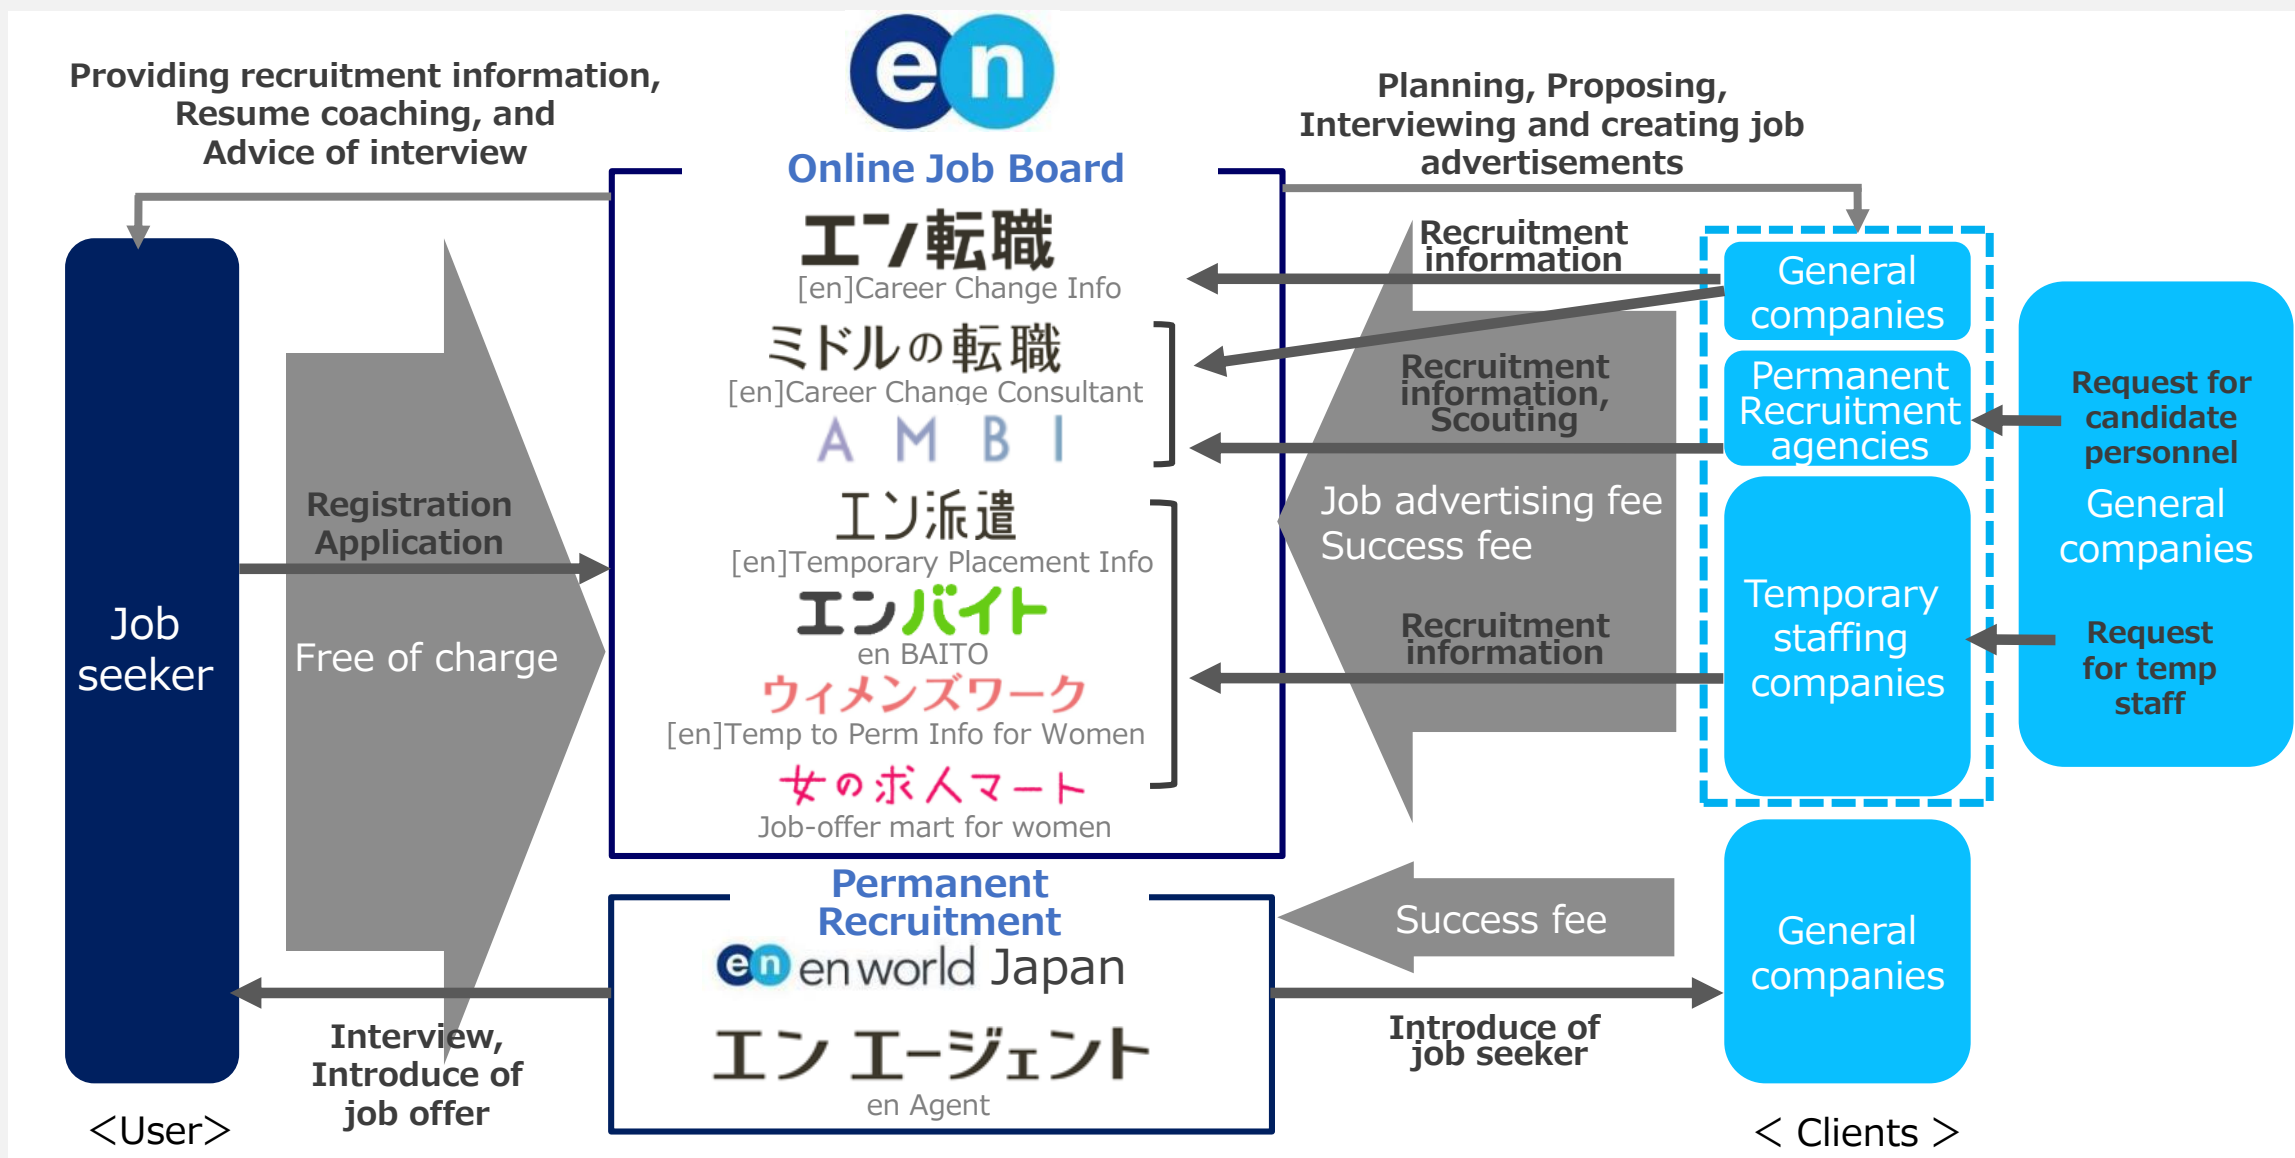 en
Providing recruitment information,
Resume coaching, and
Advice of interview
Planning, Proposing,
Interviewing and creating job
advertisements
Online Job Board
エン転職
[en]Career Change Info
ミドルの転職
[en]Career Change Consultant
AMBI
エン派遣
[en]Temporary Placement Info
エンバイト
en BAITO
ウィメンズワーク
[en]Temp to Perm Info for Women
女の求人マート
Job-offer mart for women
Registration
Application
Free of charge
Job
seeker
Recruitment
information
Recruitment
information,
Scouting
Job advertising fee
Success fee
Recruitment
information
General
companies
Permanent
Recruitment
agencies
Temporary
staffing
companies
Request for
candidate
personnel
General
companies
Request
for temp
staff
Permanent
Recruitment
en en world Japan
エン エージェント
en Agent
Interview,
Introduce of
job offer
Success fee
Introduce of
job seeker
General
companies
<User>
< Clients >